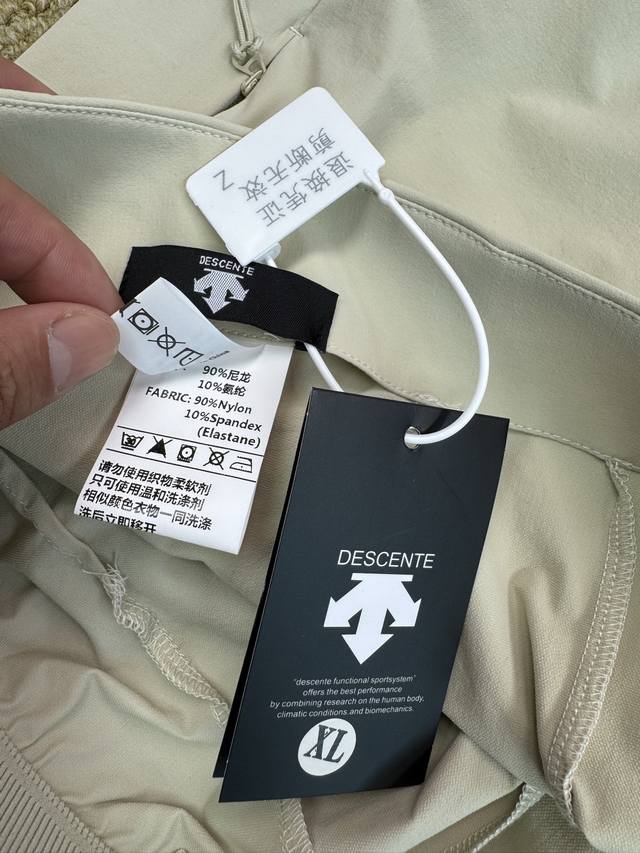 退换凭证
剪断无效 Z
DESCENTE
90%尼龙
10%氨纶
FABRIC: 90%Nylon
10%Spandex
(Elastane)
请勿使用织物柔软剂
只可使用温和洗涤剂
相似颜色衣物一同洗涤
洗后立即移开
DESCENTE
"descente functional sportsystem"
offers the best performance
by combining research on the human body,
climatic conditions and biomechanics.
XL